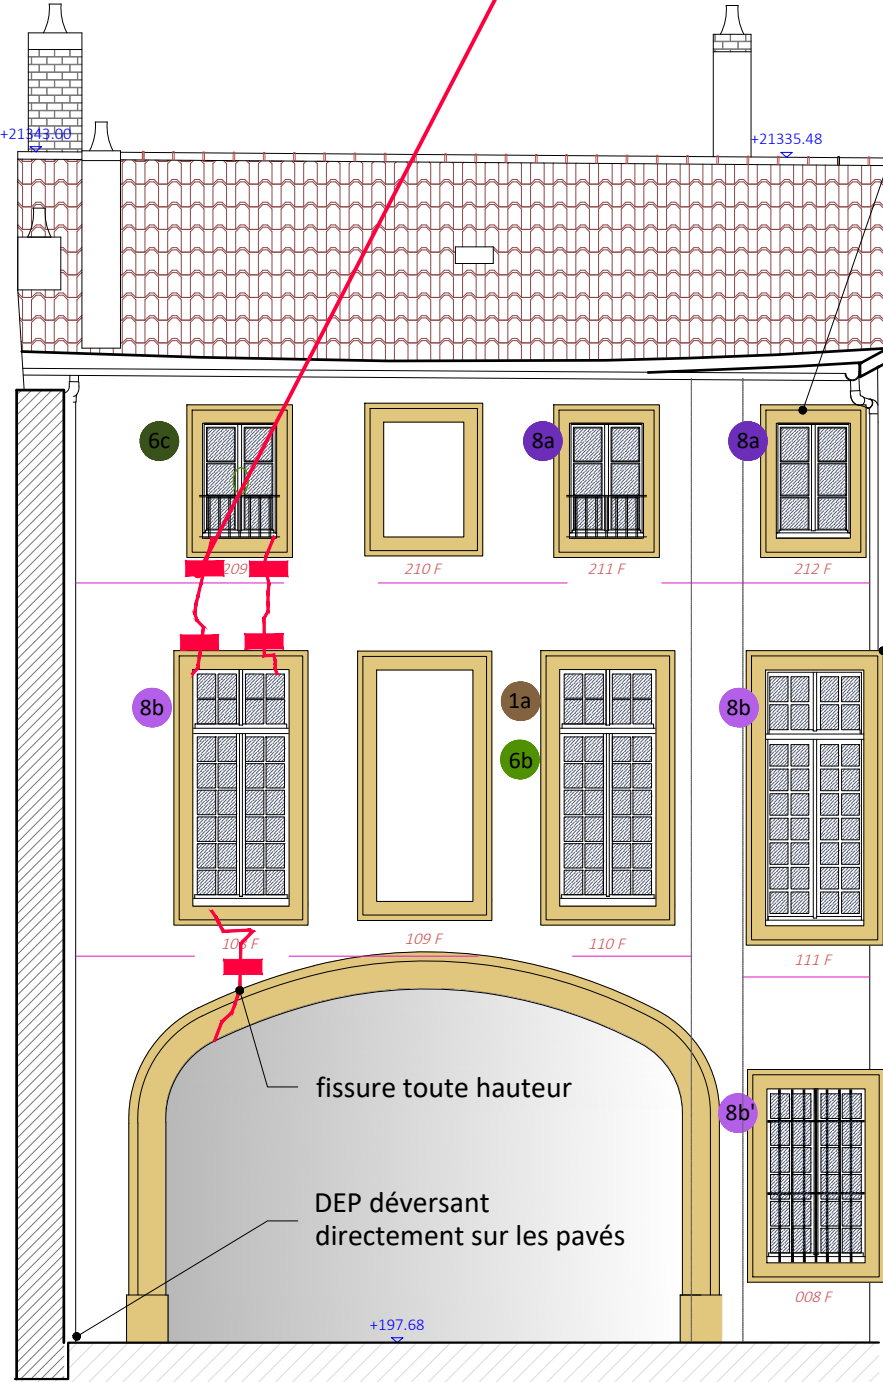 +21343.00
+21335.48
6c
8a
8a
209
210 F
211 F
212 F
8b
1a
8b
6b
108 F
109 F
110 F
111 F
fissure toute hauteur
8b'
DEP déversant
directement sur les pavés
008 F
+197.68